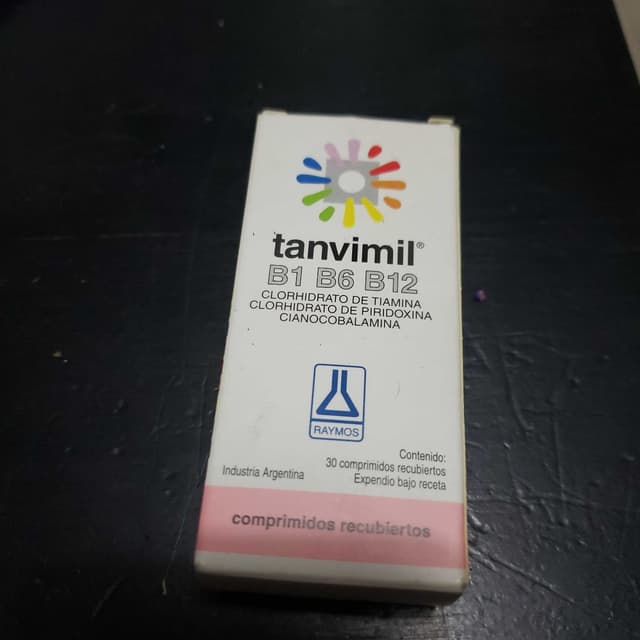 tanvimil®
B1 B6 B12
CLORHIDRATO DE TIAMINA
CLORHIDRATO DE PIRIDOXINA
CIANOCOBALAMINA
RAYMOS
Contenido:
30 comprimidos recubiertos
Industria Argentina
Expendio bajo receta
comprimidos recubiertos